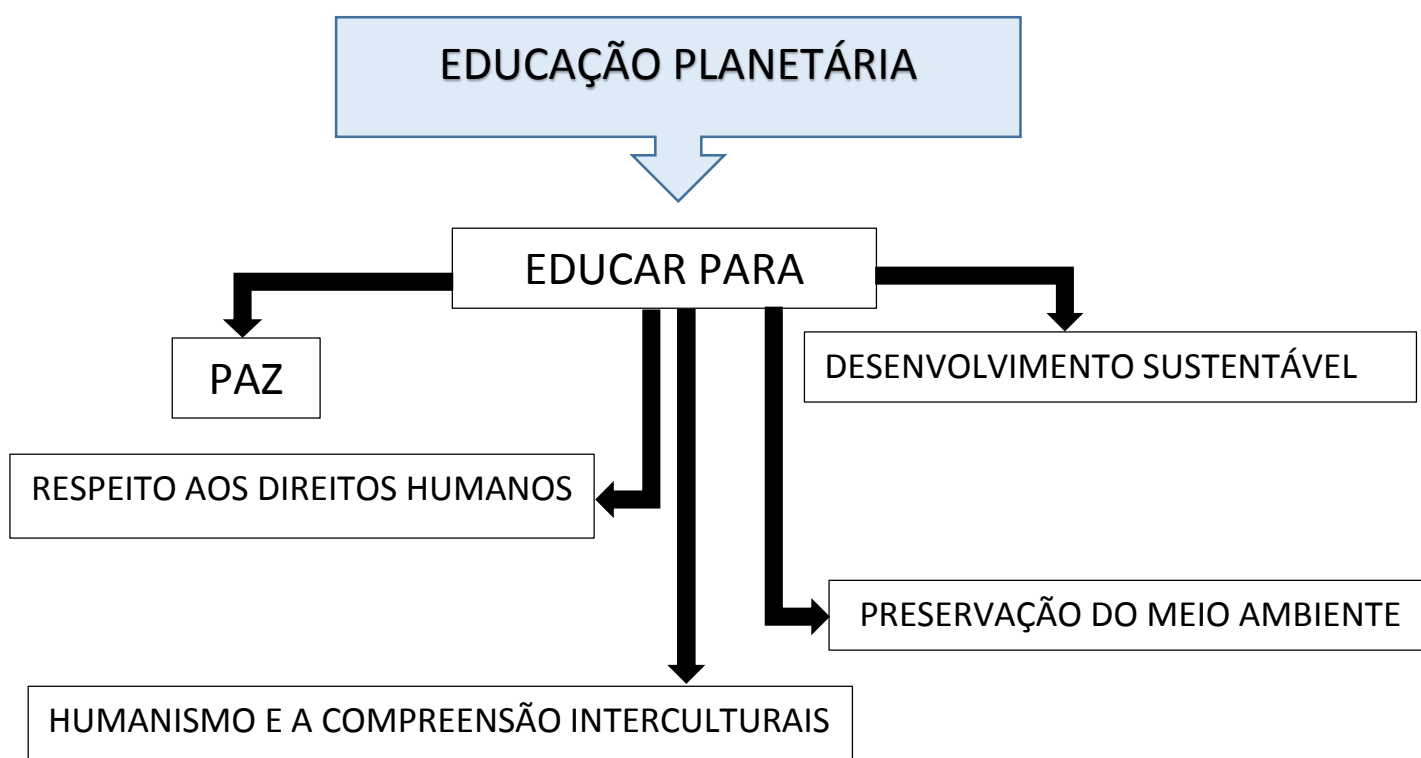 EDUCAÇÃO PLANETÁRIA
EDUCAR PARA
PAZ
DESENVOLVIMENTO SUSTENTÁVEL
RESPEITO AOS DIREITOS HUMANOS
PRESERVAÇÃO DO MEIO AMBIENTE
HUMANISMO E A COMPREENSÃO INTERCULTURAIS